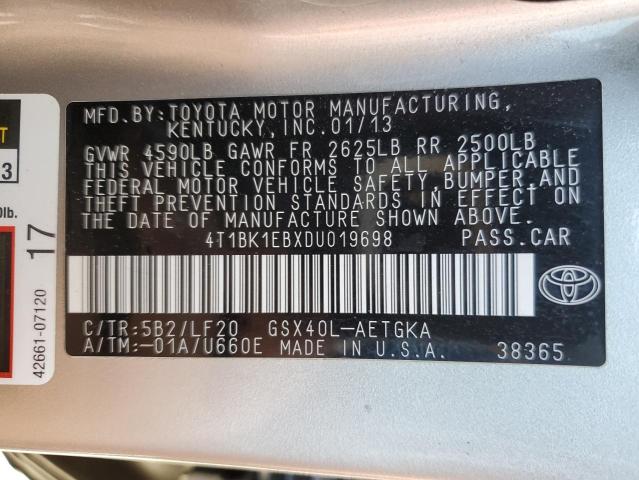 MFD.BY:TOYOTA MOTOR MANUFACTURING,
KENTUCKY,INC.01/13
GVWR 4590LB GAWR FR 2625LB RR 2500LB
THIS VEHICLE CONFORMS TO ALL APPLICABLE
FEDERAL MOTOR VEHICLE SAFETY,BUMPER,AND
THEFT PREVENTION STANDARDS IN EFFECT ON
THE DATE OF MANUFACTURE SHOWN ABOVE.
4T1BK1EBXDU019698 PASS.CAR
C/TR:5B2/LF20 GSX40L-AETGKA
A/TM:-01A/U660E MADE IN U.S.A. 38365
TOYOTA
17
42661-07120
3
lb.